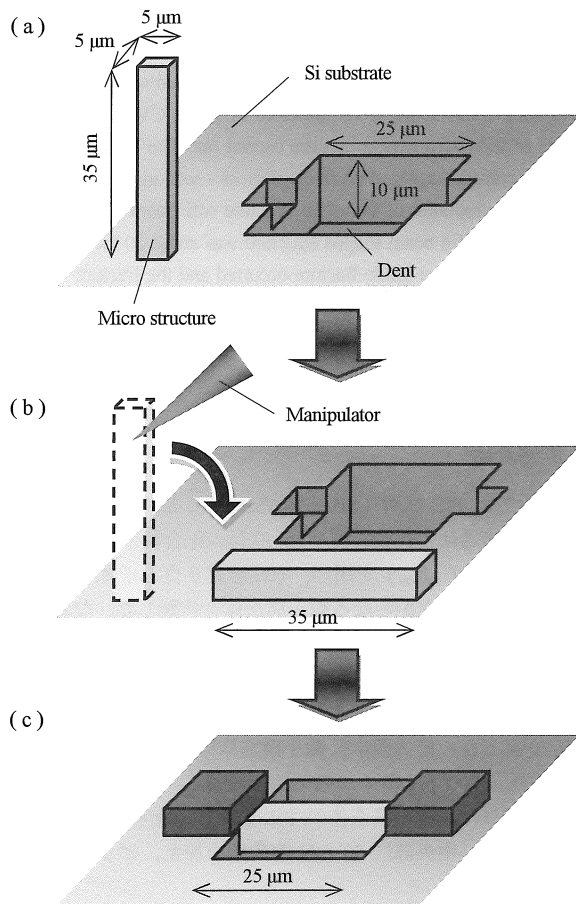 (a)
5 μm
5 μm
35 μm
Si substrate
25 μm
10 μm
Dent
Micro structure
(b)
Manipulator
35 μm
(c)
25 μm